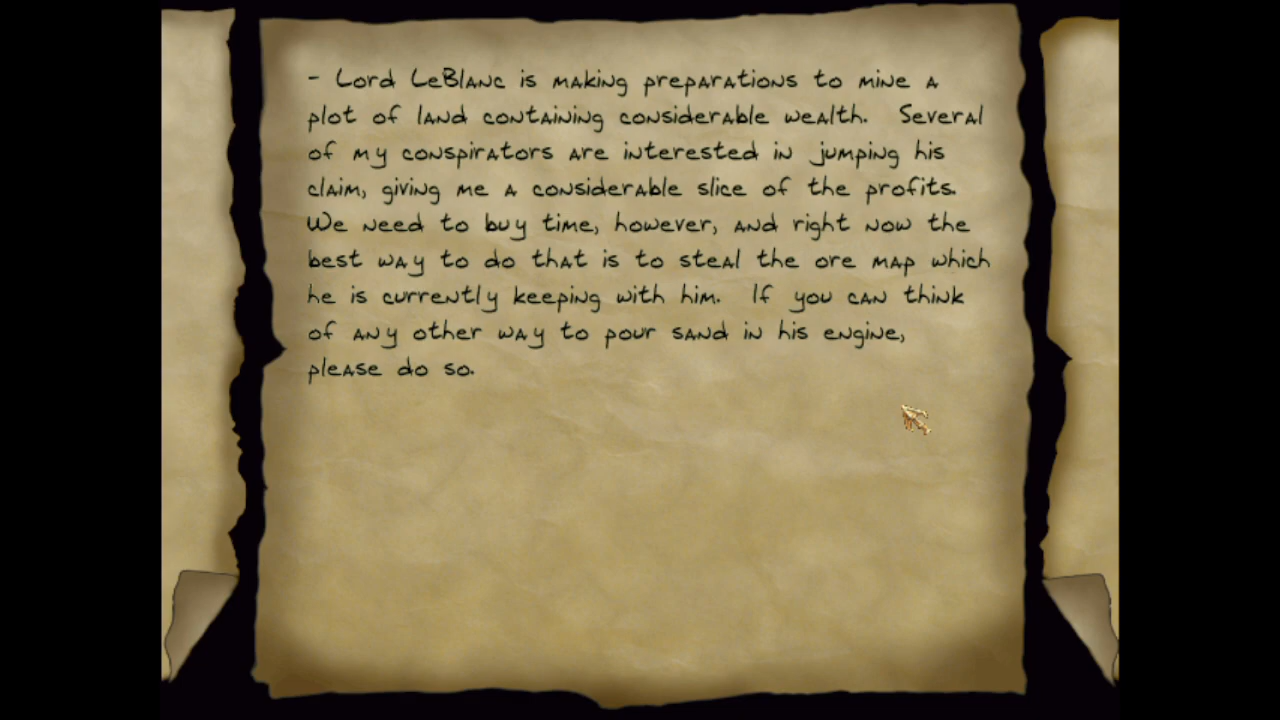 - Lord LeBlanc is making preparations to mine a
plot of land containing considerable wealth. Several
of my conspirators are interested in jumping his
claim, giving me a considerable slice of the profits.
We need to buy time, however, and right now the
best way to do that is to steal the ore map which
he is currently keeping with him. If you can think
of any other way to pour sand in his engine,
please do so.